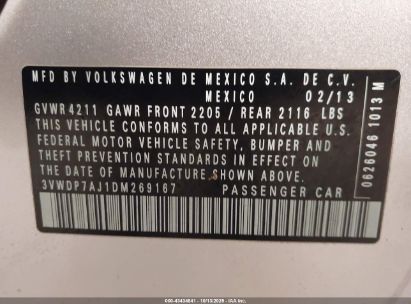 MFD BY VOLKSWAGEN DE MEXICO S.A. DE C.V.
MEXICO 02/13
GVWR 4211 GAWR FRONT 2205 / REAR 2116 LBS
THIS VEHICLE CONFORMS TO ALL APPLICABLE U.S.
FEDERAL MOTOR VEHICLE SAFETY, BUMPER AND
THEFT PREVENTION STANDARDS IN EFFECT ON
THE DATE OF MANUFACTURE SHOWN ABOVE.
3VWDP7AJ1DM269167 PASSENGER CAR
0626046 1013 M